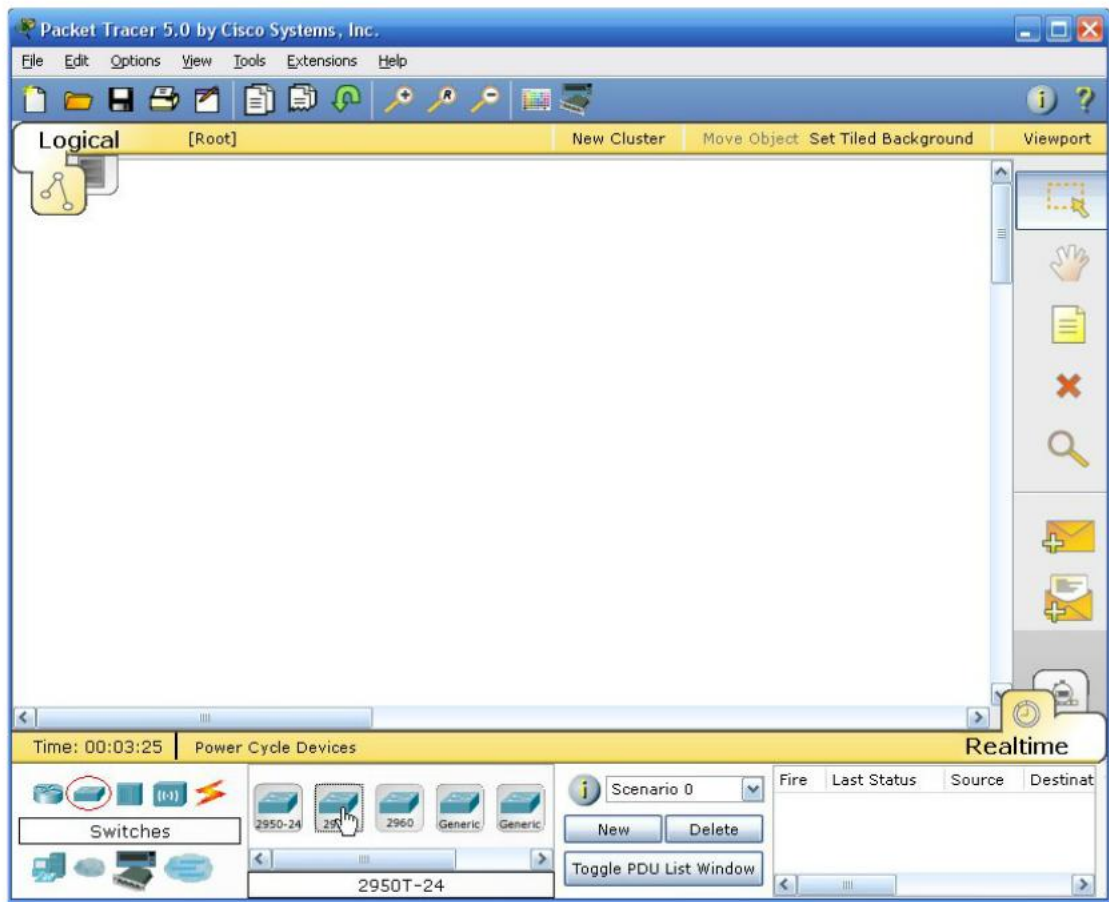 Packet Tracer 5.0 by Cisco Systems, Inc.
File Edit Options View Tools Extensions Help
Logical [Root] New Cluster Move Object Set Tiled Background Viewport
Time: 00:03:25 Power Cycle Devices Realtime
Switches
2950-24 2960 Generic Generic
2950T-24
Scenario 0
New Delete
Toggle PDU List Window
Fire Last Status Source Destinat